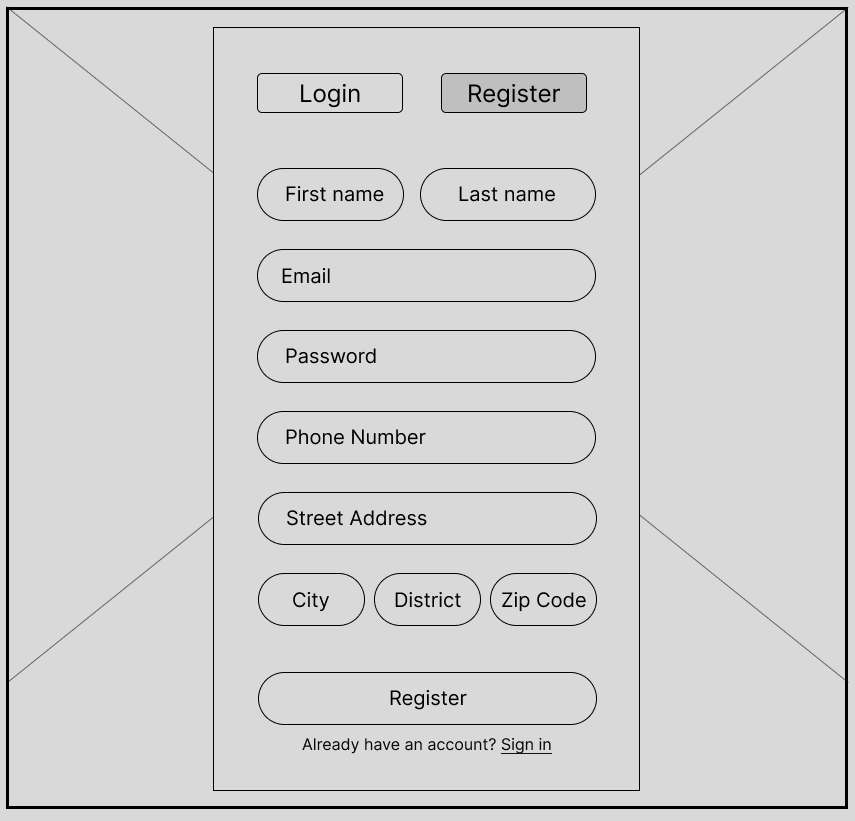 Login Register
First name Last name
Email
Password
Phone Number
Street Address
City District Zip Code
Register
Already have an account? Sign in